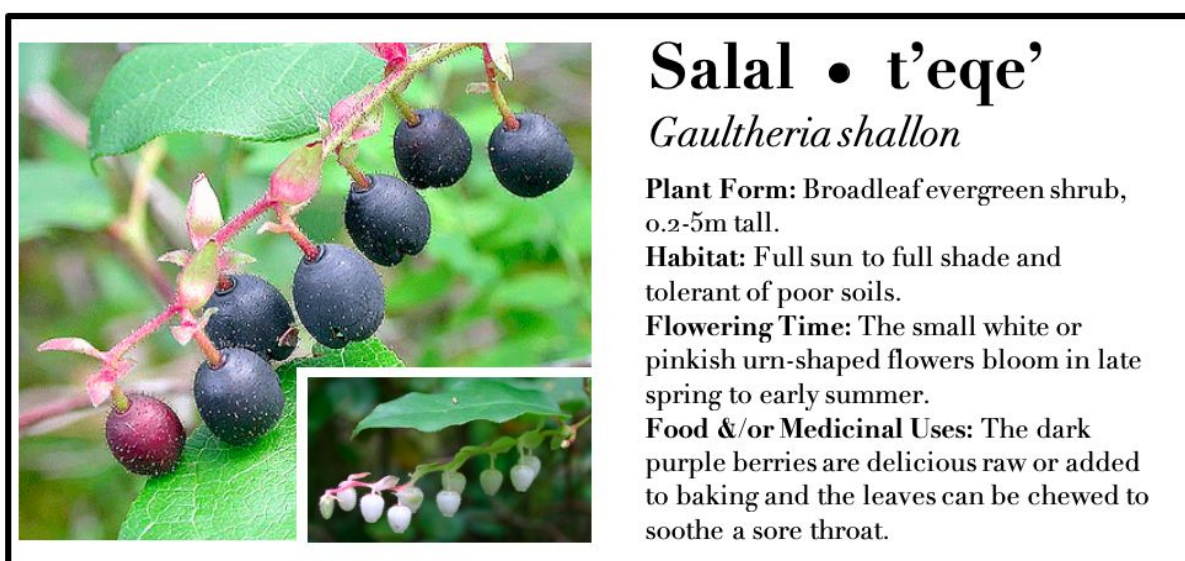 Salal • t’eqe’
Gaultheria shallon
Plant Form: Broadleaf evergreen shrub,
0.2-5m tall.
Habitat: Full sun to full shade and
tolerant of poor soils.
Flowering Time: The small white or
pinkish urn-shaped flowers bloom in late
spring to early summer.
Food &/or Medicinal Uses: The dark
purple berries are delicious raw or added
to baking and the leaves can be chewed to
soothe a sore throat.